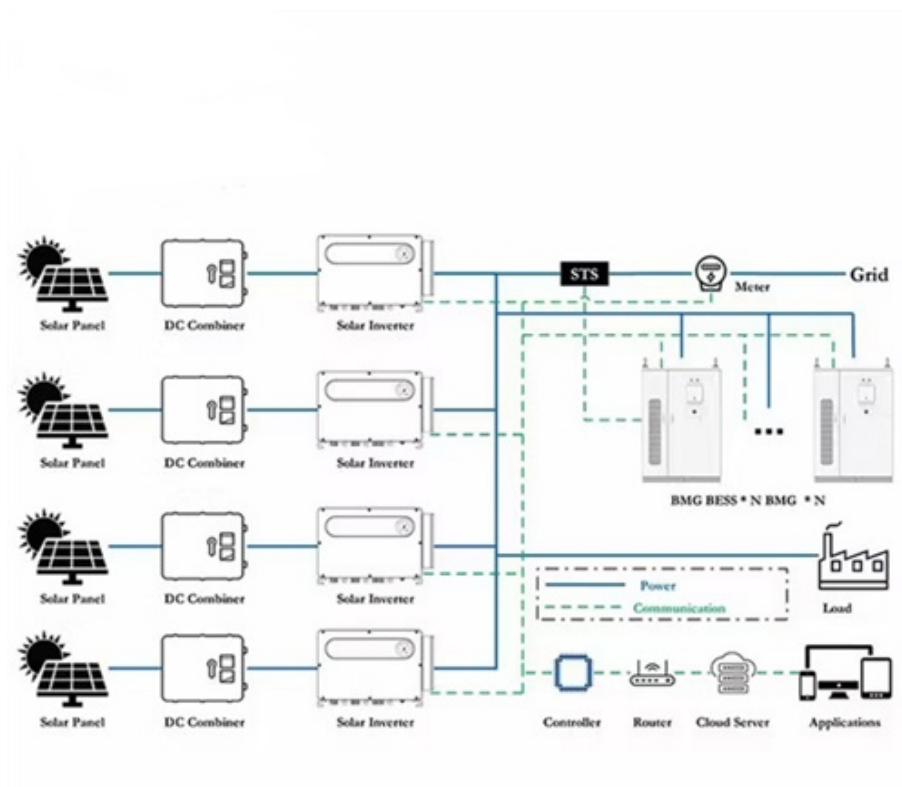 STS
Grid
Meter
Solar Panel
DC Combiner
Solar Inverter
Solar Panel
DC Combiner
Solar Inverter
BMG BESS * N BMG * N
Solar Panel
DC Combiner
Solar Inverter
Power
Communication
Load
Solar Panel
DC Combiner
Solar Inverter
Controller
Router
Cloud Server
Applications